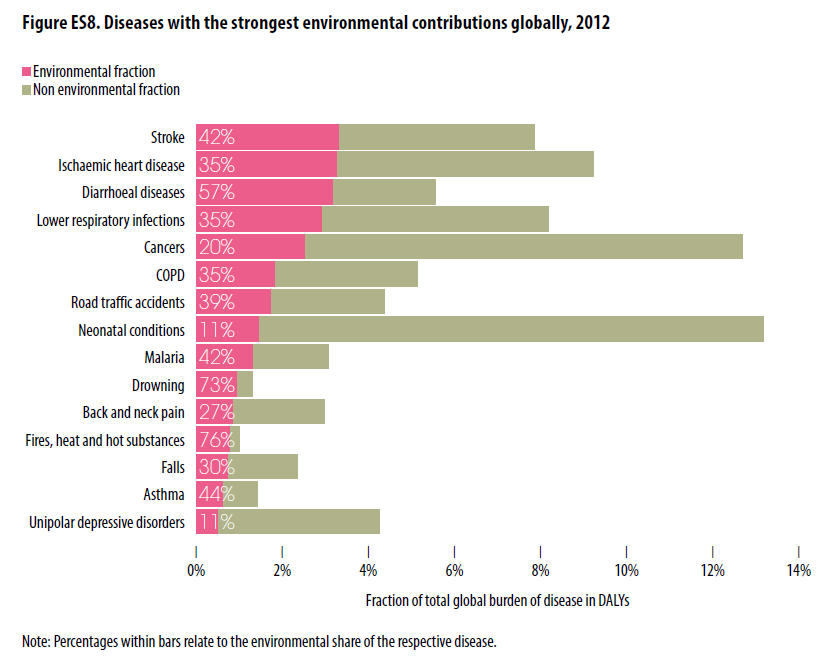 Figure ES8. Diseases with the strongest environmental contributions globally, 2012
Environmental fraction
Non environmental fraction
Stroke 42%
Ischaemic heart disease 35%
Diarrhoeal diseases 57%
Lower respiratory infections 35%
Cancers 20%
COPD 35%
Road traffic accidents 39%
Neonatal conditions 11%
Malaria 42%
Drowning 73%
Back and neck pain 27%
Fires, heat and hot substances 76%
Falls 30%
Asthma 44%
Unipolar depressive disorders 11%
0% 2% 4% 6% 8% 10% 12% 14%
Fraction of total global burden of disease in DALYs
Note: Percentages within bars relate to the environmental share of the respective disease.